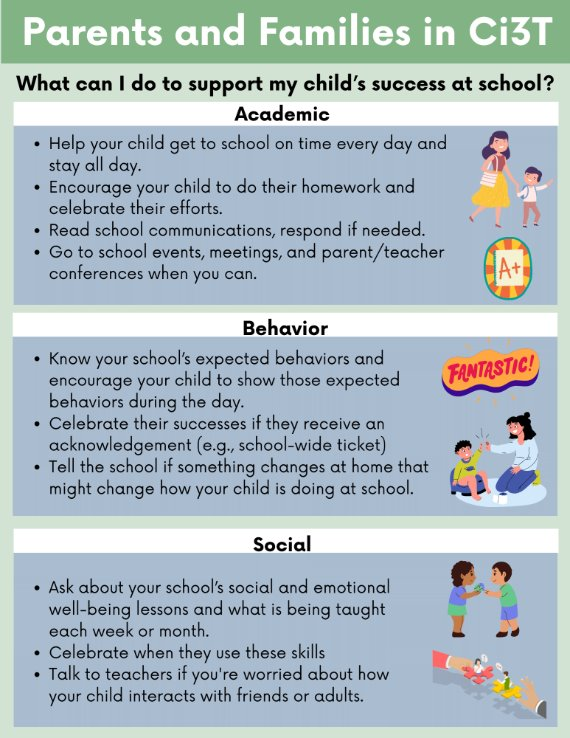 Parents and Families in Ci3T
What can I do to support my child's success at school?
Academic
• Help your child get to school on time every day and
stay all day.
• Encourage your child to do their homework and
celebrate their efforts.
• Read school communications, respond if needed.
• Go to school events, meetings, and parent/teacher
conferences when you can.
A+
Behavior
• Know your school's expected behaviors and
encourage your child to show those expected
behaviors during the day.
• Celebrate their successes if they receive an
acknowledgement (e.g., school-wide ticket)
• Tell the school if something changes at home that
might change how your child is doing at school.
FANTASTIC!
Social
• Ask about your school's social and emotional
well-being lessons and what is being taught
each week or month.
• Celebrate when they use these skills
• Talk to teachers if you're worried about how
your child interacts with friends or adults.